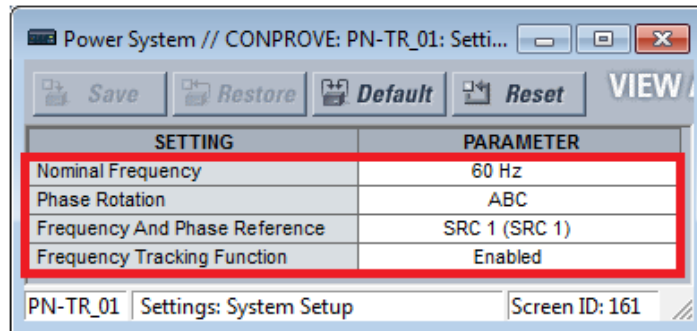 Power System // CONPROVE: PN-TR_01: Setti...
Save Restore Default Reset VIEW
SETTING PARAMETER
Nominal Frequency 60 Hz
Phase Rotation ABC
Frequency And Phase Reference SRC 1 (SRC 1)
Frequency Tracking Function Enabled
PN-TR_01 Settings: System Setup Screen ID: 161